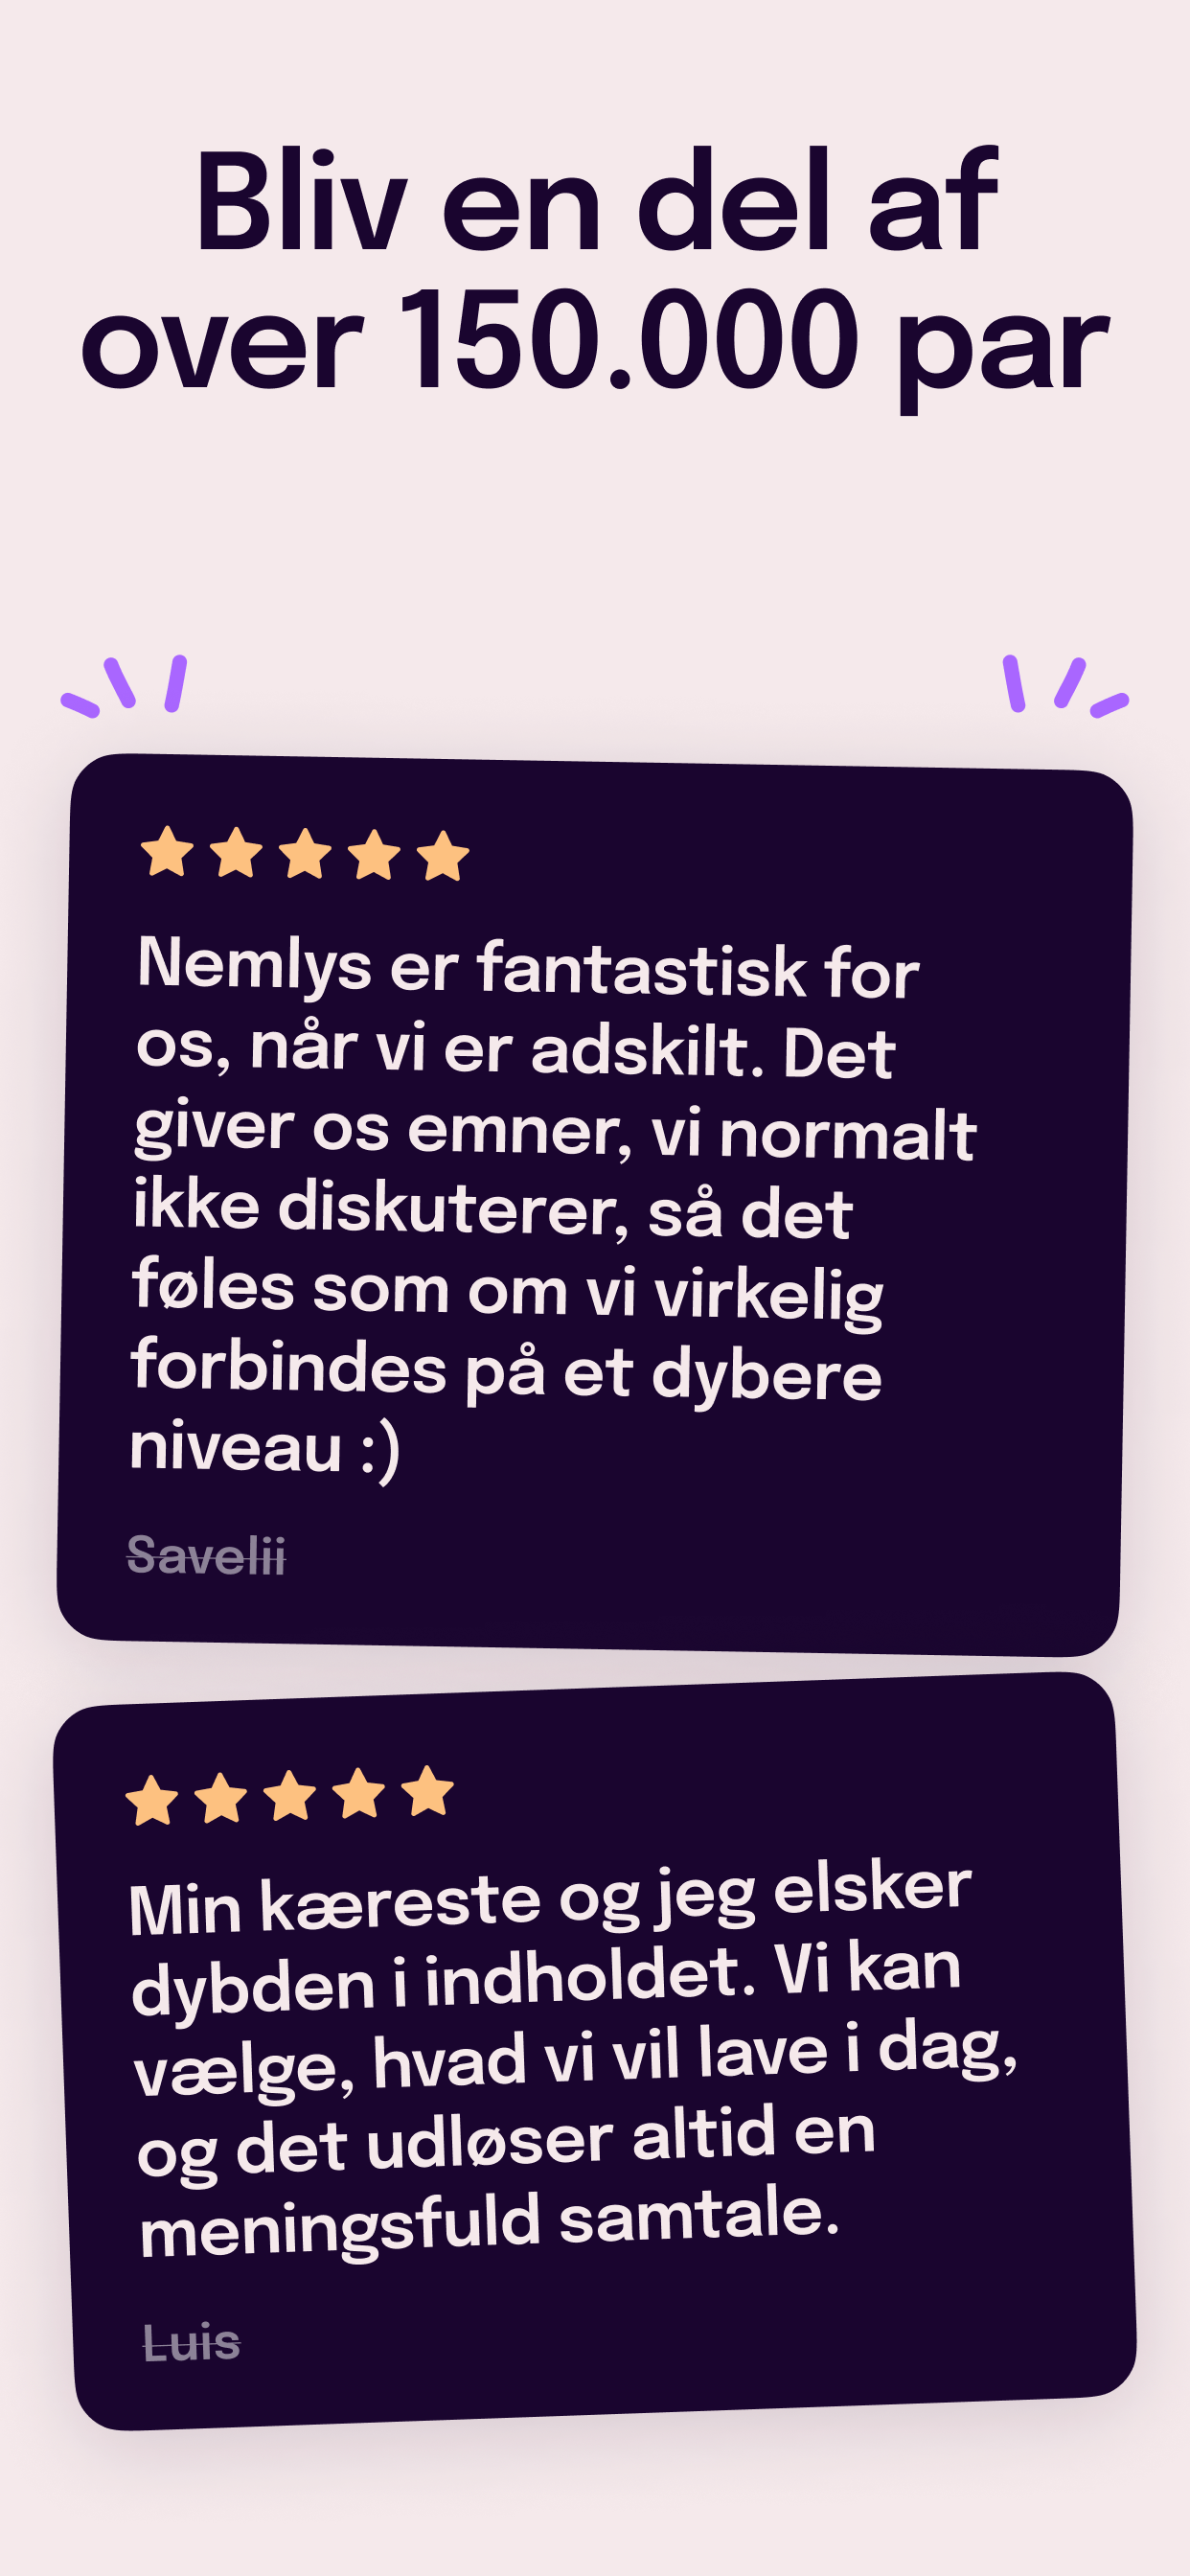 Bliv en del af
over 150.000 par
Nemlys er fantastisk for
os, når vi er adskilt. Det
giver os emner, vi normalt
ikke diskuterer, så det
føles som om vi virkelig
forbindes på et dybere
niveau :)
Savelii
Min kæreste og jeg elsker
dybden i indholdet. Vi kan
vælge, hvad vi vil lave i dag,
og det udløser altid en
meningsfuld samtale.
Luis